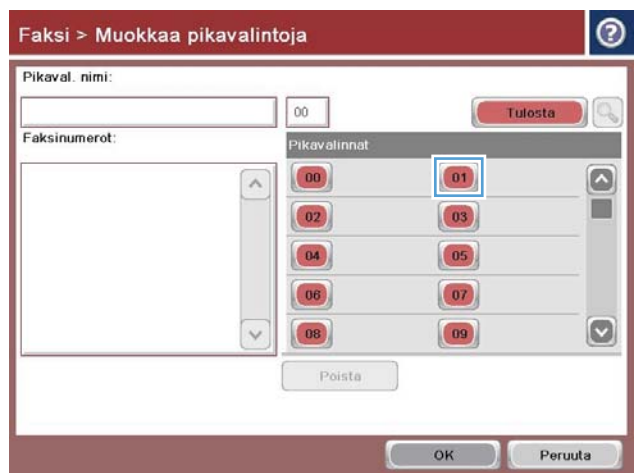 Faksi > Muokkaa pikavalintoja
?
Pikaval. nimi:
00
Tulosta
Faksinumerot:
Pikavalinnat
00 01
02 03
04 05
06 07
08 09
Poista
OK Peruuta